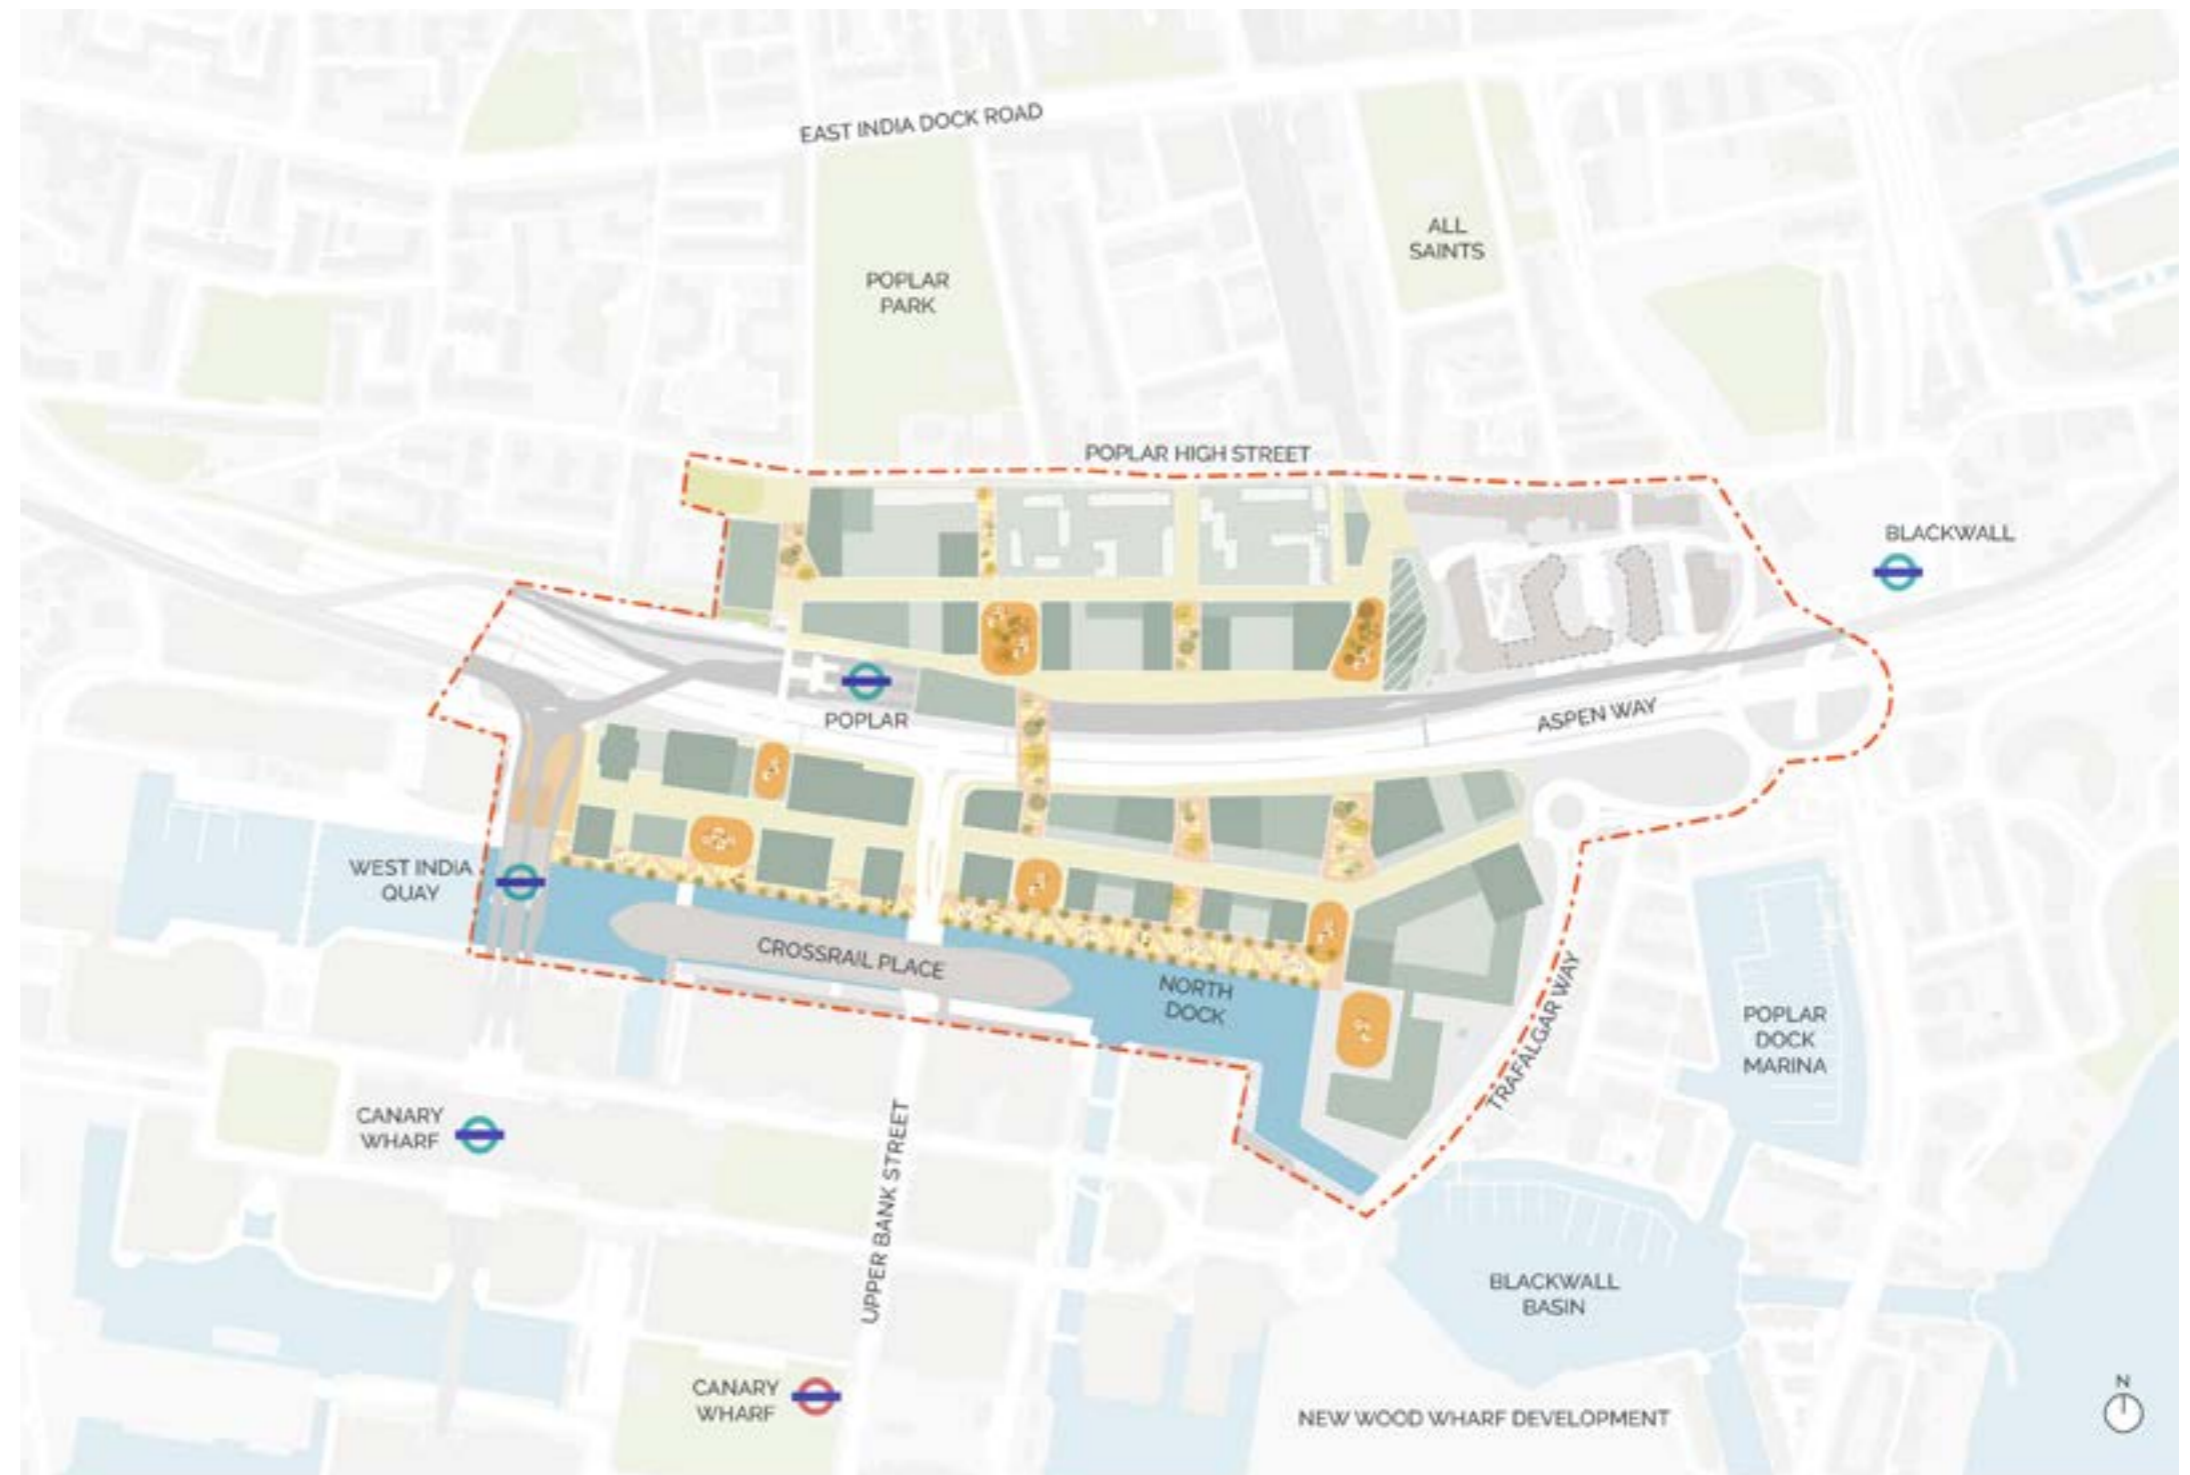 EAST INDIA DOCK ROAD
ALL
SAINTS
POPLAR
PARK
POPLAR HIGH STREET
BLACKWALL
POPLAR
ASPEN WAY
WEST INDIA
QUAY
CROSSRAIL PLACE
NORTH
DOCK
TRAFALGAR WAY
POPLAR
DOCK
MARINA
CANARY
WHARF
UPPER BANK STREET
BLACKWALL
BASIN
CANARY
WHARF
NEW WOOD WHARF DEVELOPMENT
N